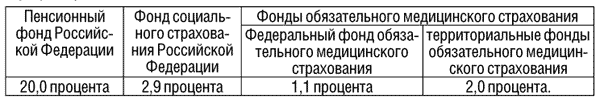 Пенсионный
фонд Российс-
кой Федерации
Фонд социаль-
ного страхова-
ния Российской
Федерации
Фонды обязательного медицинского страхования
Федеральный фонд обяза-
тельного медицинского
страхования
территориальные фонды
обязательного медицин-
ского страхования
20,0 процента
2,9 процента
1,1 процента
2,0 процента.